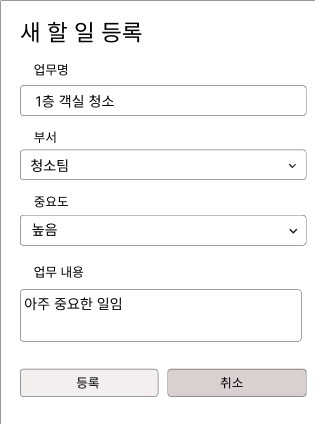 새 할 일 등록
업무명
1층 객실 청소
부서
청소팀
중요도
높음
업무 내용
아주 중요한 일임
등록
취소